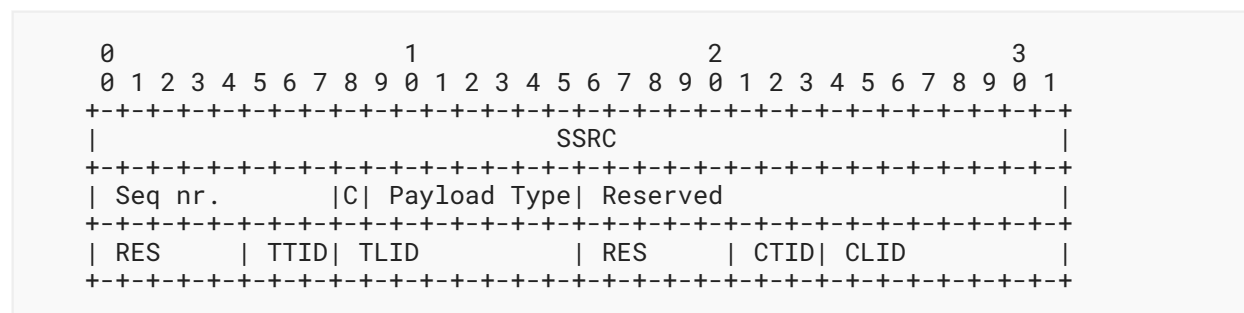 0                   1                   2                   3
 0 1 2 3 4 5 6 7 8 9 0 1 2 3 4 5 6 7 8 9 0 1 2 3 4 5 6 7 8 9 0 1
+-+-+-+-+-+-+-+-+-+-+-+-+-+-+-+-+-+-+-+-+-+-+-+-+-+-+-+-+-+-+-+-+
|                              SSRC                             |
+-+-+-+-+-+-+-+-+-+-+-+-+-+-+-+-+-+-+-+-+-+-+-+-+-+-+-+-+-+-+-+-+
| Seq nr.       |C| Payload Type| Reserved                      |
+-+-+-+-+-+-+-+-+-+-+-+-+-+-+-+-+-+-+-+-+-+-+-+-+-+-+-+-+-+-+-+-+
| RES     | TTID| TLID          | RES     | CTID| CLID          |
+-+-+-+-+-+-+-+-+-+-+-+-+-+-+-+-+-+-+-+-+-+-+-+-+-+-+-+-+-+-+-+-+